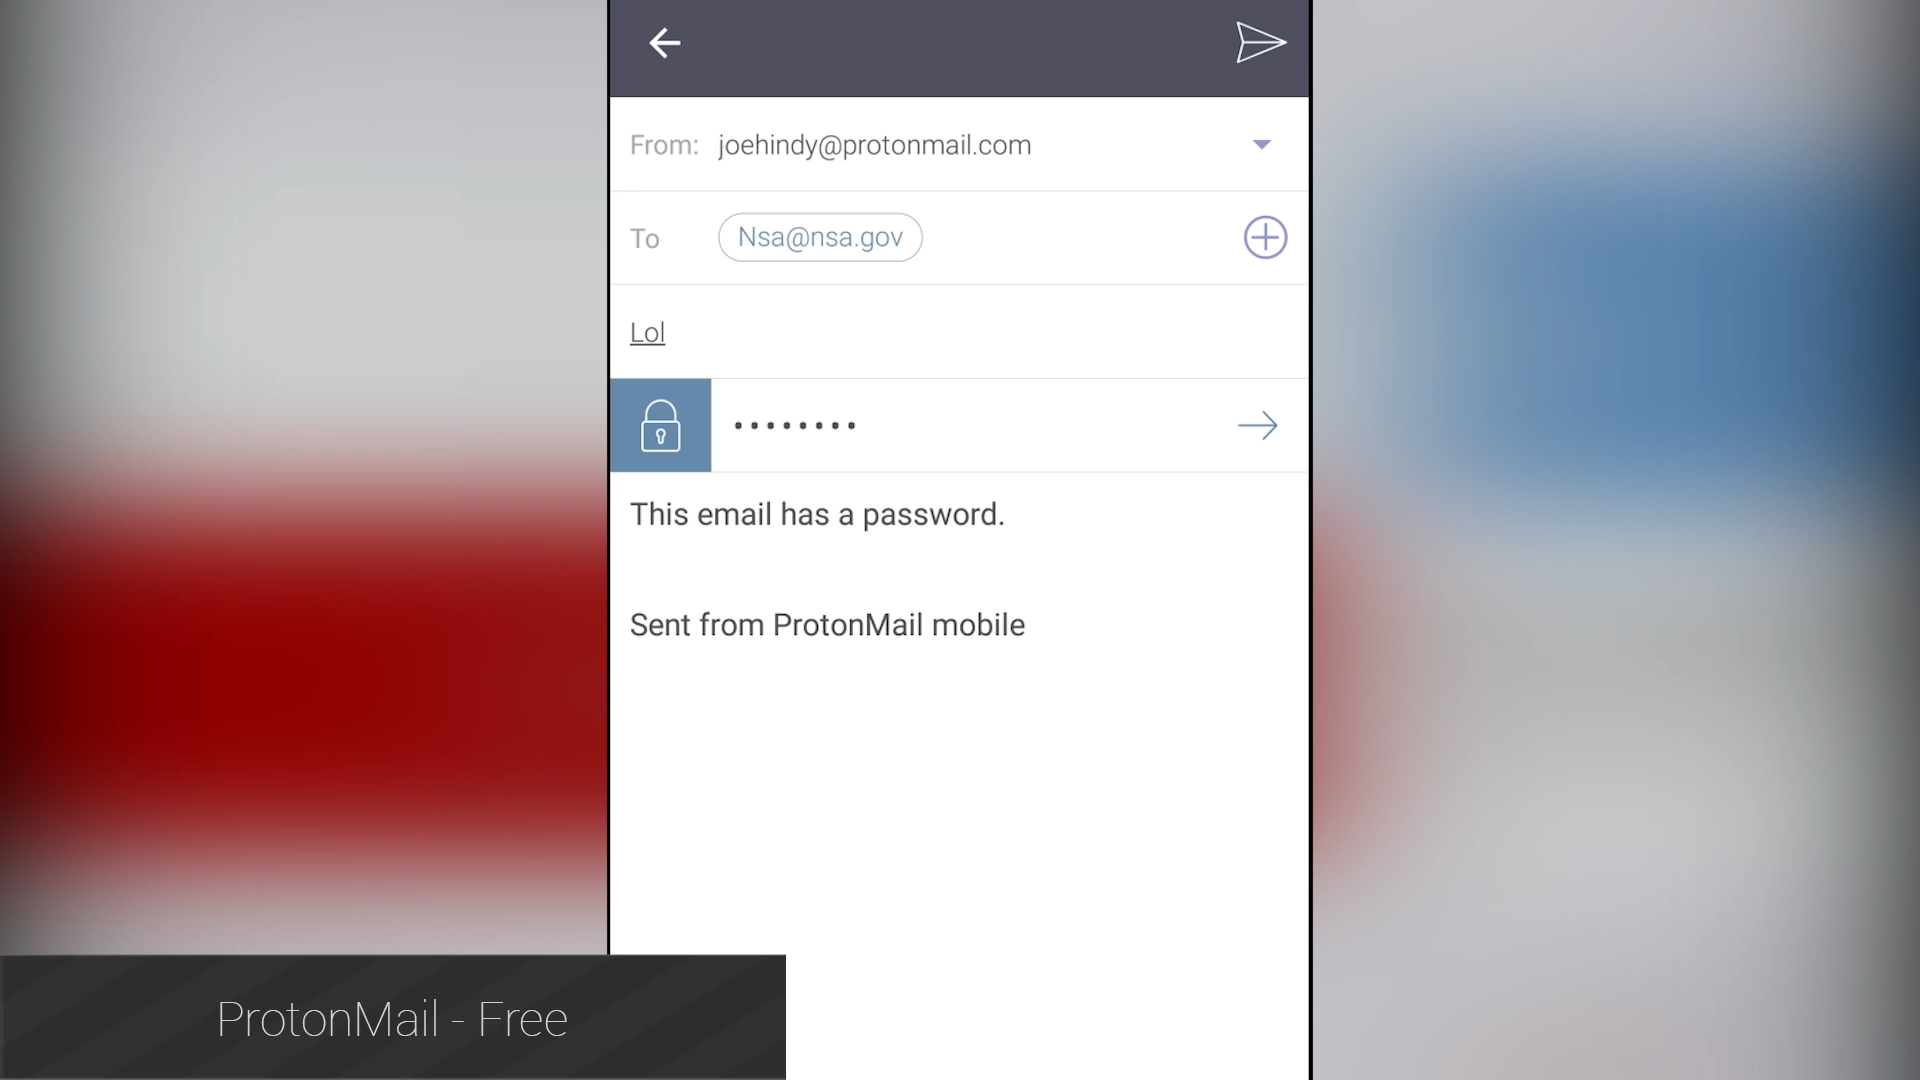 From: joehindy@protonmail.com
To Nsa@nsa.gov
Lol
••••••••
This email has a password.
Sent from ProtonMail mobile
ProtonMail - Free